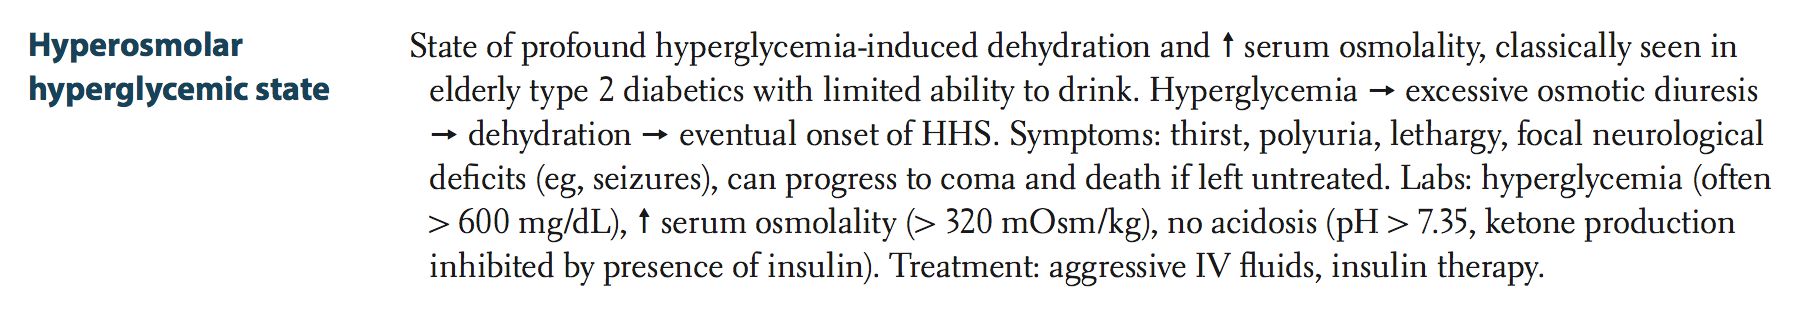 Hyperosmolar
hyperglycemic state
State of profound hyperglycemia-induced dehydration and ↑ serum osmolality, classically seen in
elderly type 2 diabetics with limited ability to drink. Hyperglycemia → excessive osmotic diuresis
→ dehydration → eventual onset of HHS. Symptoms: thirst, polyuria, lethargy, focal neurological
deficits (eg, seizures), can progress to coma and death if left untreated. Labs: hyperglycemia (often
> 600 mg/dL), ↑ serum osmolality (> 320 mOsm/kg), no acidosis (pH > 7.35, ketone production
inhibited by presence of insulin). Treatment: aggressive IV fluids, insulin therapy.